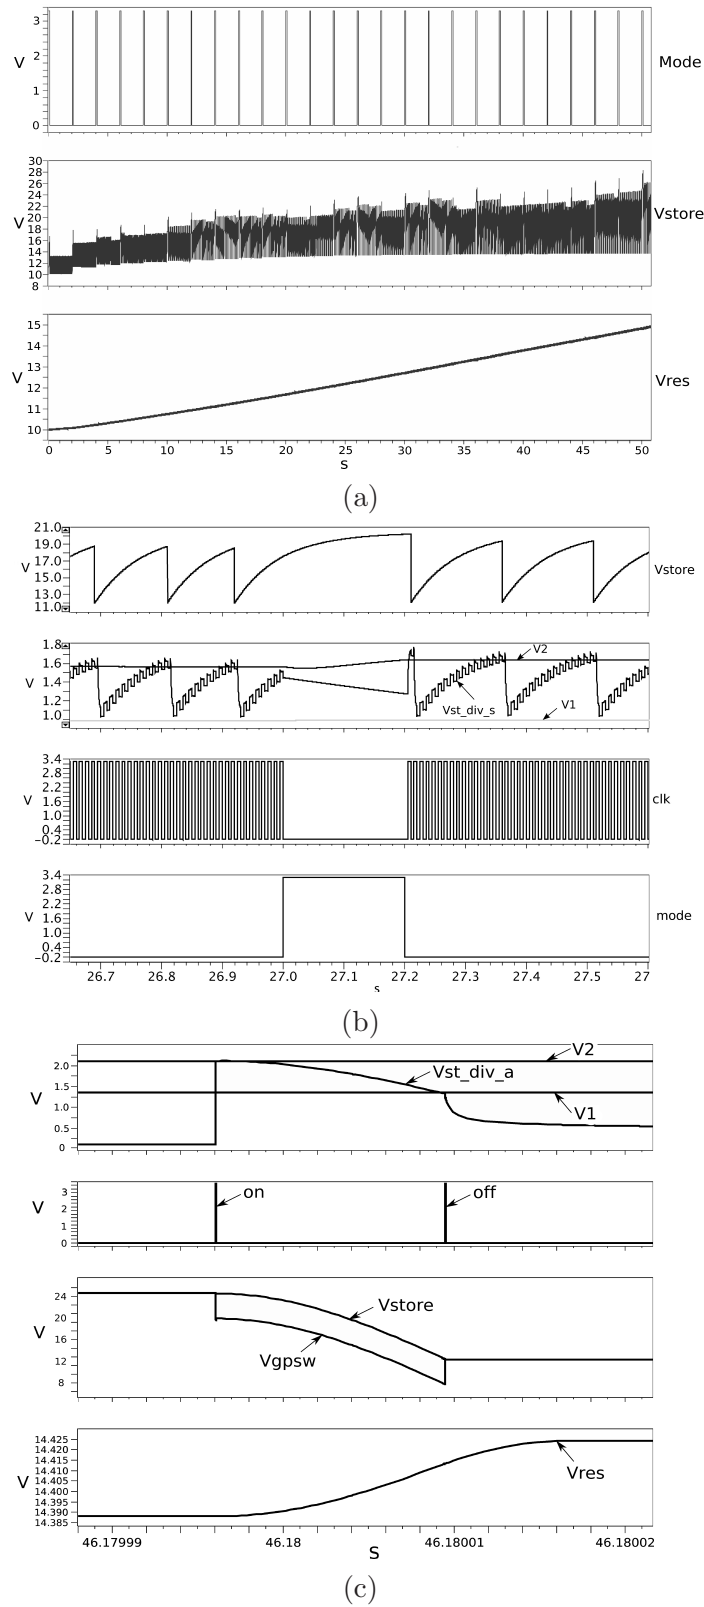 3
2
1
0
V
Mode
30
28
26
24
22
20
18
16
14
12
10
8
V
Vstore
15
14
13
12
11
10
V
Vres
0 5 10 15 20 25 30 35 40 45 50
s
(a)
21.0
19.0
17.0
15.0
13.0
11.0
V
Vstore
1.8
1.6
1.4
1.2
1.0
V
V2
Vst_div_s
V1
3.4
2.8
2.2
1.6
1.0
0.4
−0.2
V
clk
3.4
2.8
2.2
1.6
1.0
0.4
−0.2
V
mode
26.7 26.8 26.9 27.0 27.1 27.2 27.3 27.4 27.5 27
s
(b)
2.0
1.5
1.0
0.5
0
V
V2
Vst_div_a
V1
3
2
1
0
V
on
off
24
20
16
12
8
V
Vstore
Vgpsw
14.425
14.420
14.415
14.410
14.405
14.400
14.395
14.390
14.385
V
Vres
46.17999 46.18 46.18001 46.18002
S
(c)